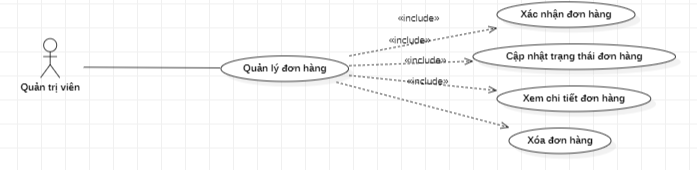 «include»
Xác nhận đơn hàng
«include»
Cập nhật trạng thái đơn hàng
«include»
Quản lý đơn hàng
«include»
Quản trị viên
Xem chi tiết đơn hàng
Xóa đơn hàng